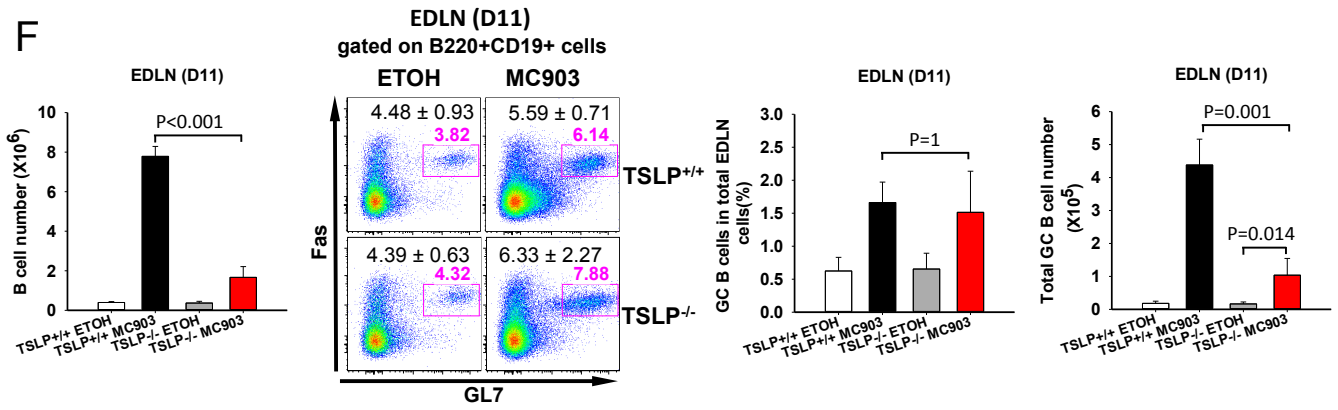 F
EDLN (D11)
B cell number (X10⁶)
10
8
6
4
2
0
P<0.001
TSLP+/+ ETOH
TSLP+/+ MC903
TSLP-/- ETOH
TSLP-/- MC903
EDLN (D11)
gated on B220+CD19+ cells
ETOH
MC903
4.48 ± 0.93
3.82
5.59 ± 0.71
6.14
TSLP+/+
4.39 ± 0.63
4.32
6.33 ± 2.27
7.88
TSLP-/-
Fas
GL7
EDLN (D11)
GC B cells in total EDLN
cells(%)
3.0
2.5
2.0
1.5
1.0
0.5
0.0
P=1
TSLP+/+ ETOH
TSLP+/+ MC903
TSLP-/- ETOH
TSLP-/- MC903
EDLN (D11)
Total GC B cell number
(X10⁵)
6
5
4
3
2
1
0
P=0.001
P=0.014
TSLP+/+ ETOH
TSLP+/+ MC903
TSLP-/- ETOH
TSLP-/- MC903